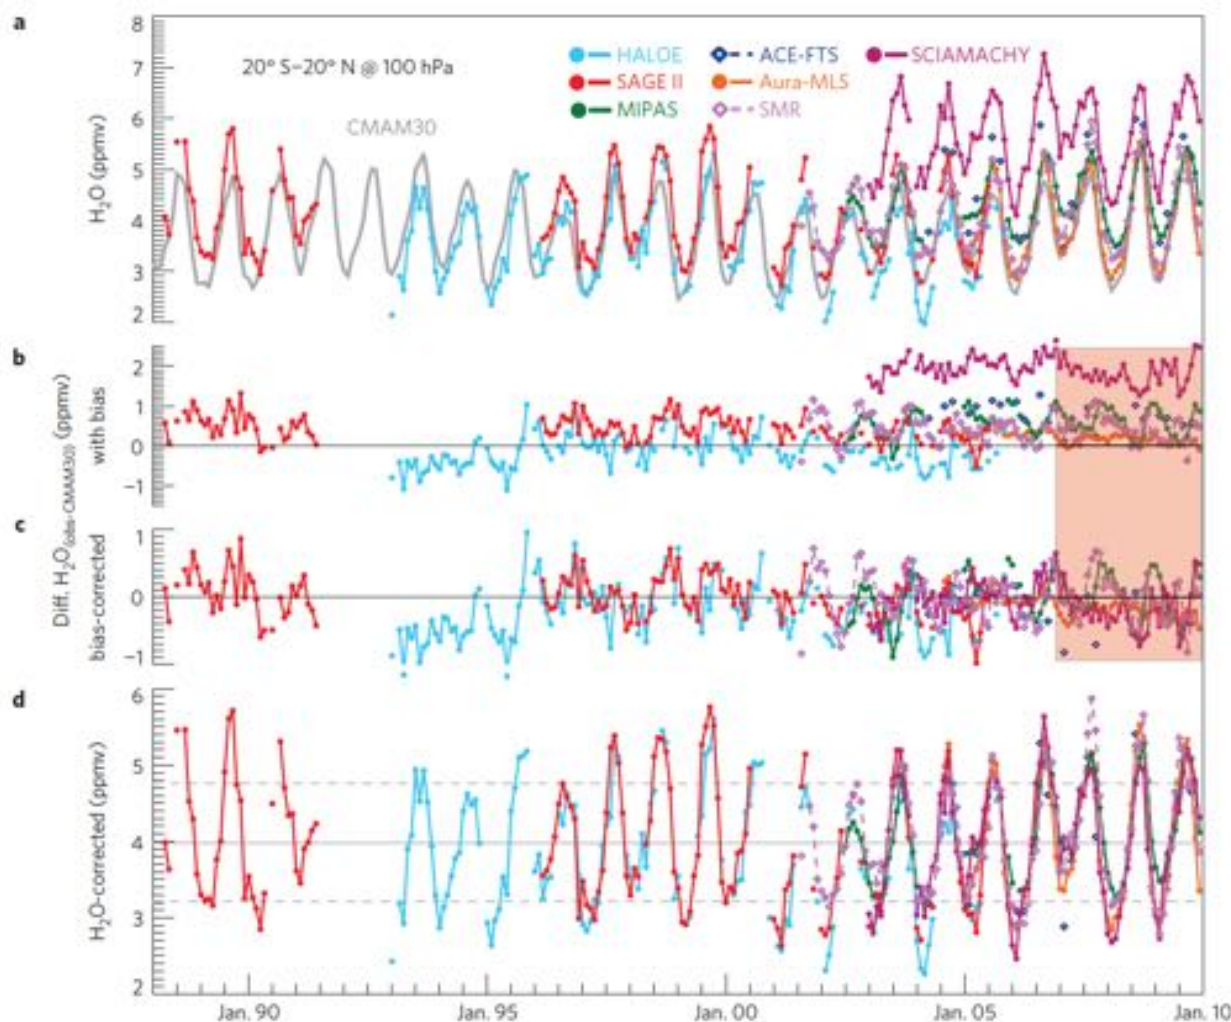 a
8
7
6
5
4
3
2
H₂O (ppmv)
20° S–20° N @ 100 hPa
CMAM30
HALOE
SAGE II
MIPAS
ACE-FTS
Aura-MLS
SMR
SCIAMACHY
b
2
1
0
−1
Diff. H₂O(obs-CMAM30) (ppmv)
with bias
c
1
0
−1
bias-corrected
d
6
5
4
3
2
H₂O-corrected (ppmv)
Jan. 90
Jan. 95
Jan. 00
Jan. 05
Jan. 10